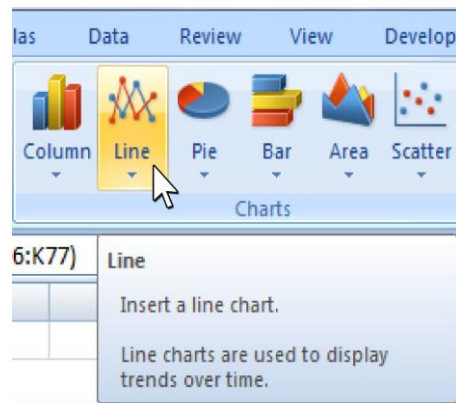 las Data Review View Develop
Column Line Pie Bar Area Scatter
Charts
6:K77)
Line
Insert a line chart.
Line charts are used to display
trends over time.